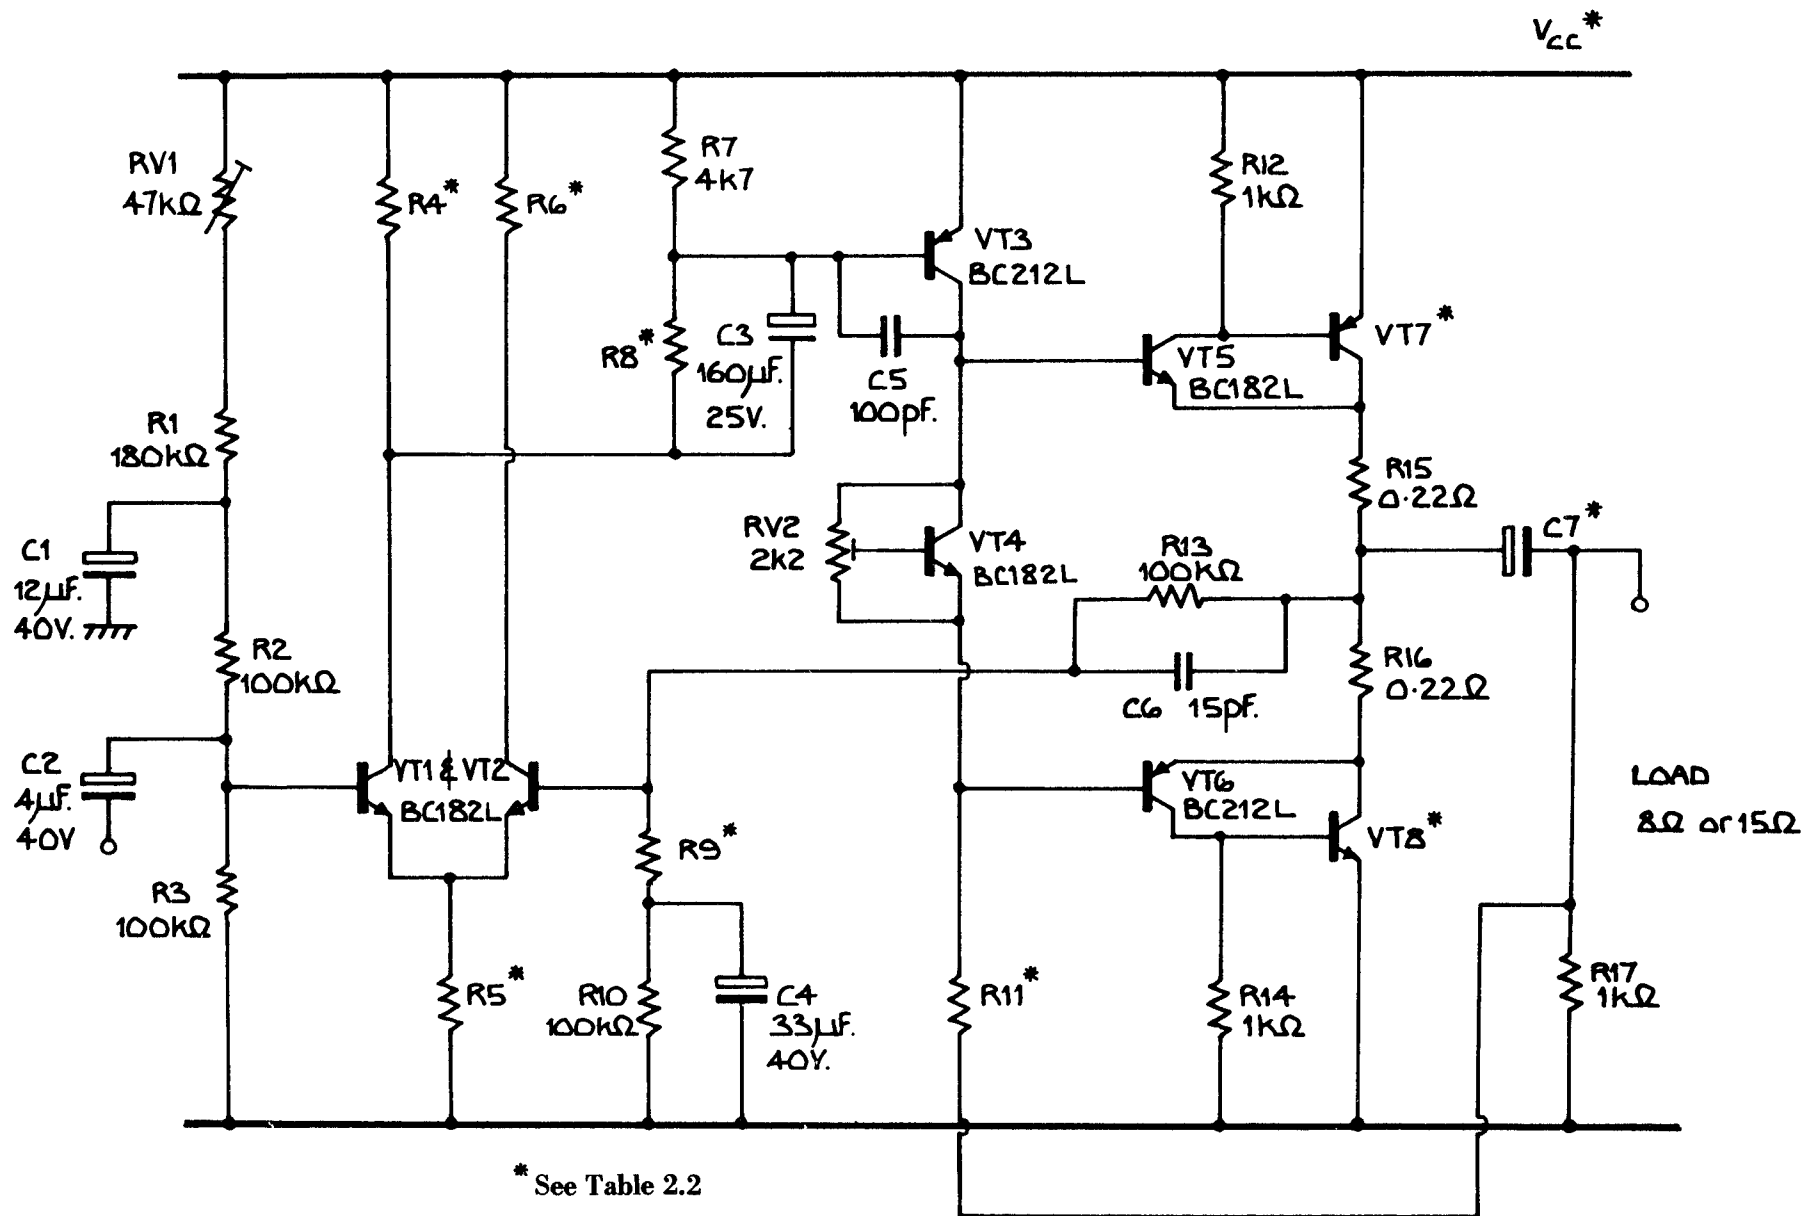 Vcc*
RV1
47kΩ
R4*
R6*
R7
4k7
R12
1kΩ
VT3
BC212L
R8*
C3
160µF.
25V.
C5
100pF.
VT5
BC182L
VT7*
R1
180kΩ
R15
0.22Ω
C7*
C1
12µF.
40V.
RV2
2k2
VT4
BC182L
R13
100kΩ
R2
100kΩ
R16
0.22Ω
C6 15pF.
C2
4µF.
40V
VT1 & VT2
BC182L
VT6
BC212L
VT8*
LOAD
8Ω or 15Ω
R3
100kΩ
R9*
R5*
R10
100kΩ
C4
33µF.
40V.
R11*
R14
1kΩ
R17
1kΩ
* See Table 2.2